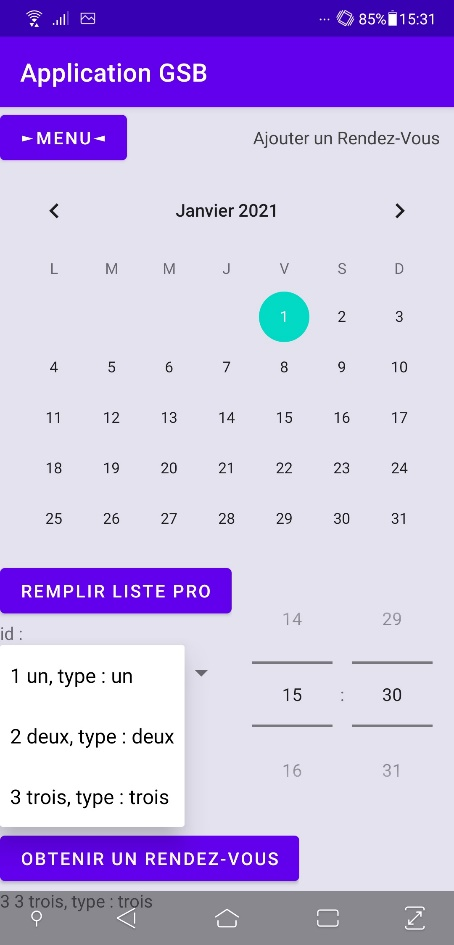 ... 85% 15:31
Application GSB
►MENU◄
Ajouter un Rendez-Vous
Janvier 2021
L M M J V S D
1 2 3
4 5 6 7 8 9 10
11 12 13 14 15 16 17
18 19 20 21 22 23 24
25 26 27 28 29 30 31
REMPLIR LISTE PRO
id :
14 29
15 : 30
16 31
1 un, type : un
2 deux, type : deux
3 trois, type : trois
OBTENIR UN RENDEZ-VOUS
3 3 trois, type : trois